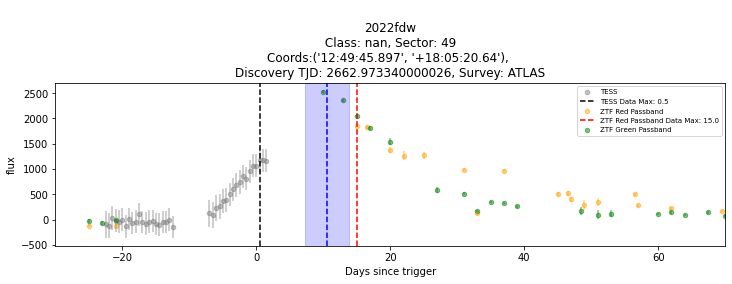 2022fdw
Class: nan, Sector: 49
Coords:('12:49:45.897', '+18:05:20.64'),
Discovery TJD: 2662.973340000026, Survey: ATLAS
TESS
TESS Data Max: 0.5
ZTF Red Passband
ZTF Red Passband Data Max: 15.0
ZTF Green Passband
flux
2500
2000
1500
1000
500
0
−500
−20
0
20
40
60
Days since trigger